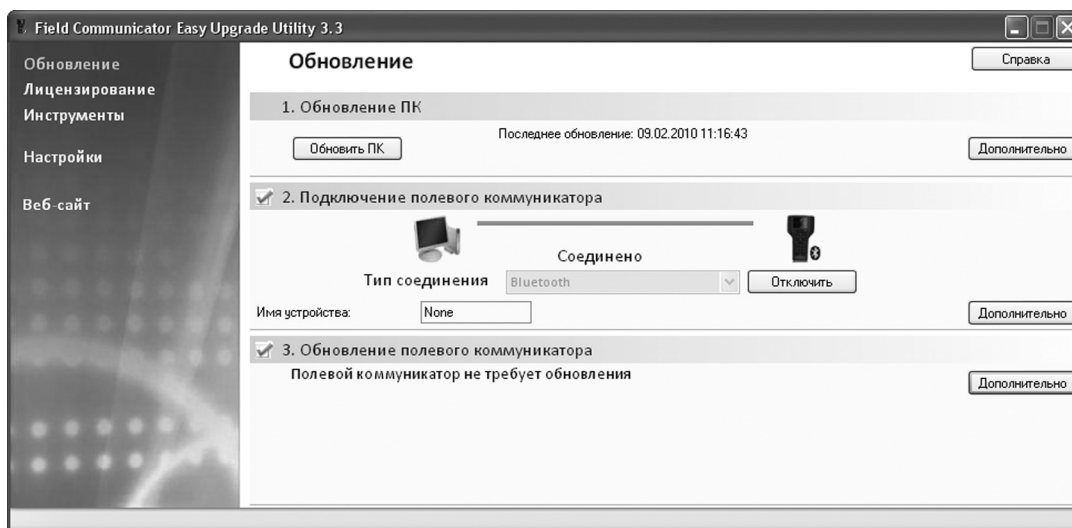 Field Communicator Easy Upgrade Utility 3.3
Обновление
Лицензирование
Инструменты
Настройки
Веб-сайт
Обновление
Справка
1. Обновление ПК
Последнее обновление: 09.02.2010 11:16:43
Обновить ПК
Дополнительно
2. Подключение полевого коммуникатора
Соединено
Тип соединения
Bluetooth
Отключить
Имя устройства:
None
Дополнительно
3. Обновление полевого коммуникатора
Полевой коммуникатор не требует обновления
Дополнительно